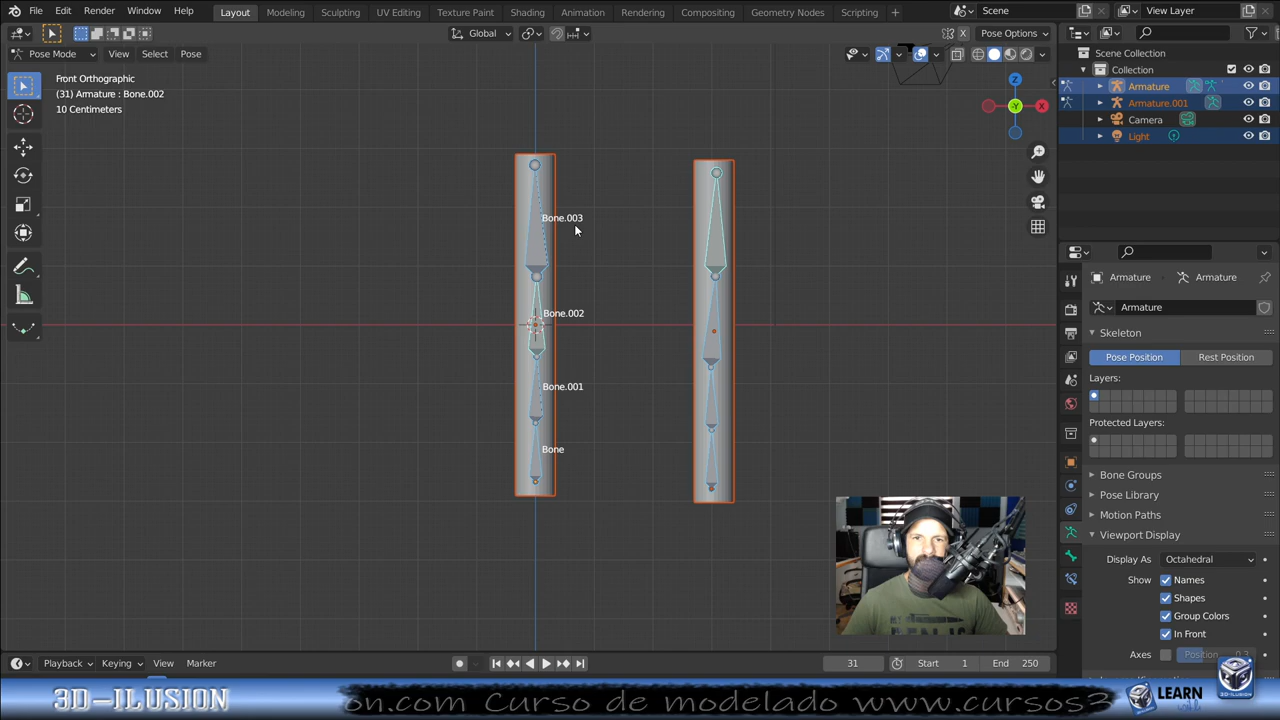 File Edit Render Window Help
Layout Modeling Sculpting UV Editing Texture Paint Shading Animation Rendering Compositing Geometry Nodes Scripting +
Scene
View Layer
Global
Pose Options
Pose Mode View Select Pose
Front Orthographic
(31) Armature : Bone.002
10 Centimeters
Z
X
-Y
Bone.003
Bone.002
Bone.001
Bone
Scene Collection
Collection
Armature
Armature.001
Camera
Light
Armature Armature
Armature
Skeleton
Pose Position Rest Position
Layers:
Protected Layers:
Bone Groups
Pose Library
Motion Paths
Viewport Display
Display As Octahedral
Show Names
Shapes
Group Colors
In Front
Axes Position 0.3
Playback Keying View Marker
31 Start 1 End 250
3D-ILUSION
on.com Curso de modelado www.cursos3
LEARN